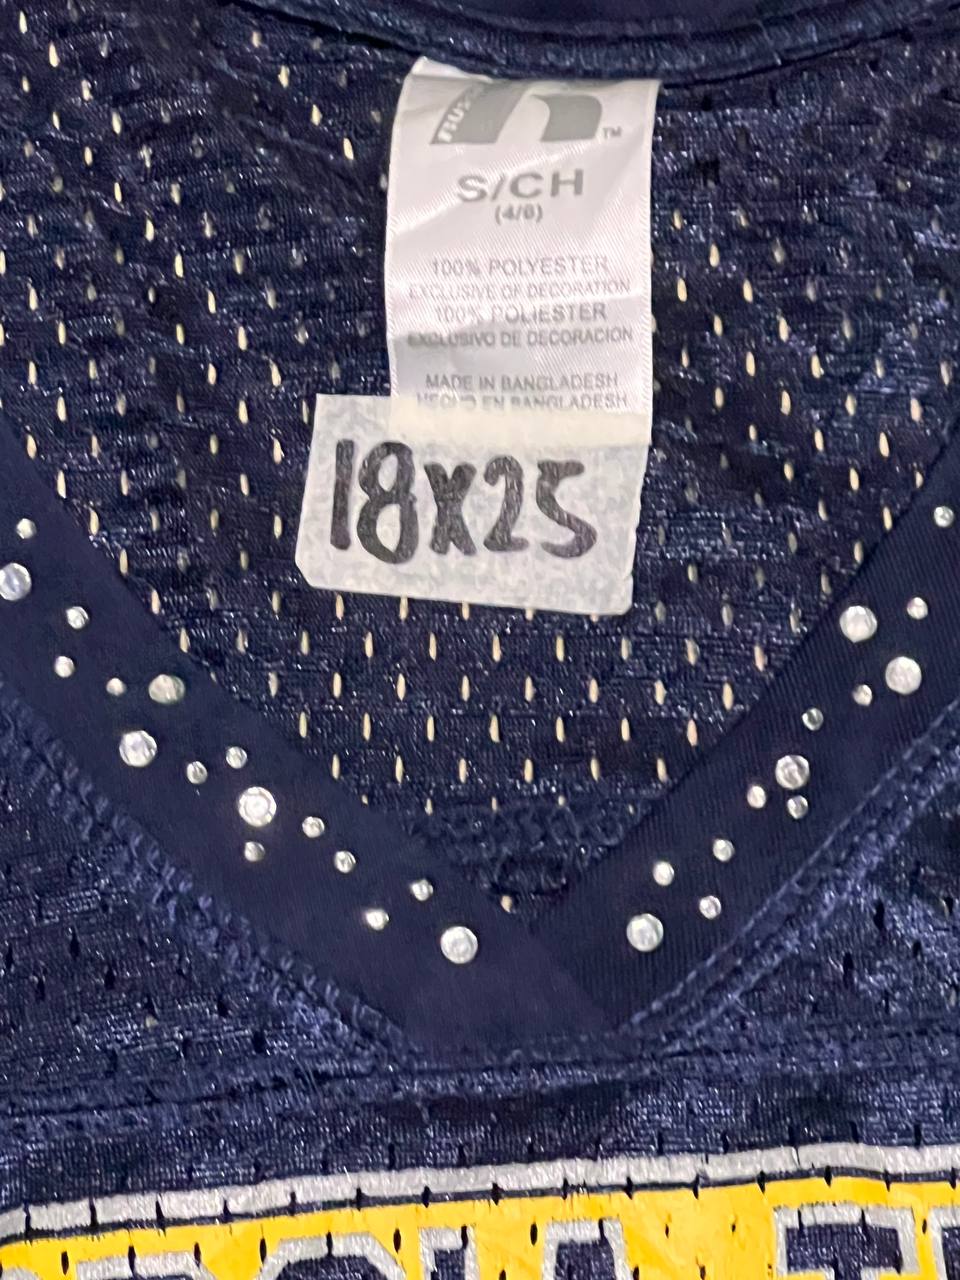 TM
S/CH
(4/6)
100% POLYESTER
EXCLUSIVE OF DECORATION
100% POLIESTER
EXCLUSIVO DE DECORACION
MADE IN BANGLADESH
HECHO EN BANGLADESH
18X25